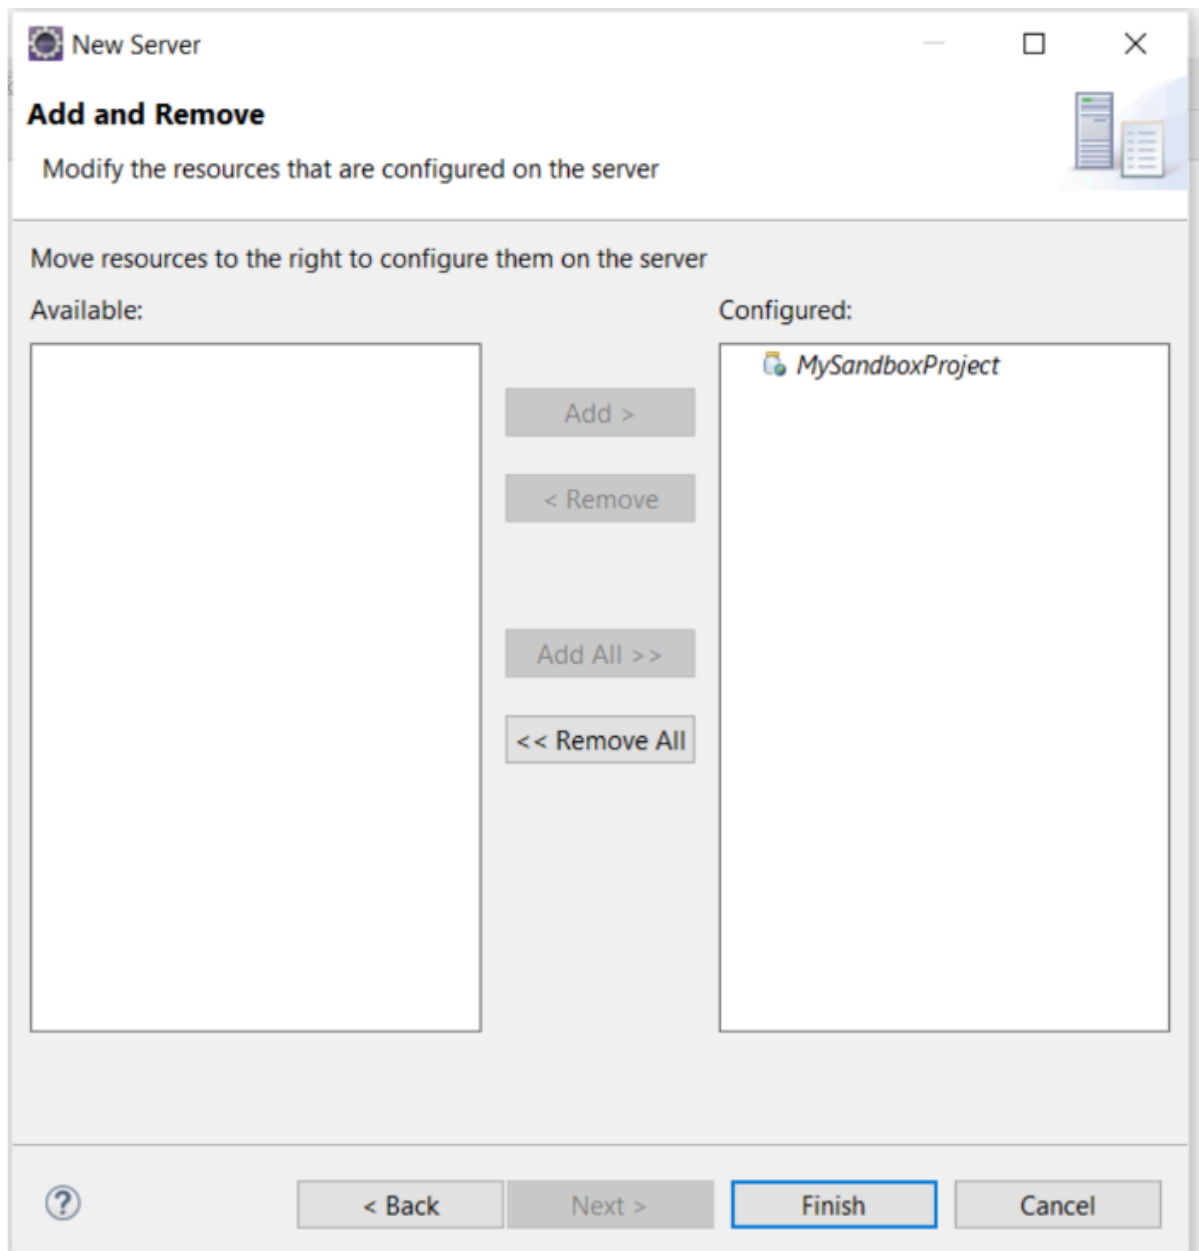 New Server
Add and Remove
Modify the resources that are configured on the server
Move resources to the right to configure them on the server
Available:
Configured:
MySandboxProject
Add >
< Remove
Add All >>
<< Remove All
?
< Back
Next >
Finish
Cancel